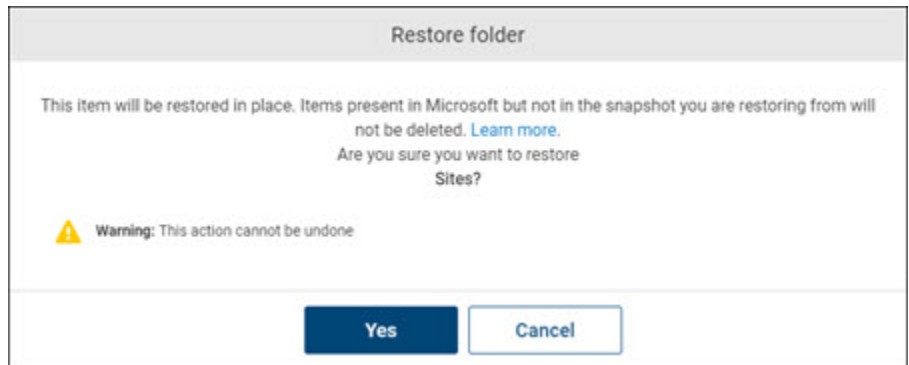 Restore folder
This item will be restored in place. Items present in Microsoft but not in the snapshot you are restoring from will
not be deleted. Learn more.
Are you sure you want to restore
Sites?
Warning: This action cannot be undone
Yes
Cancel